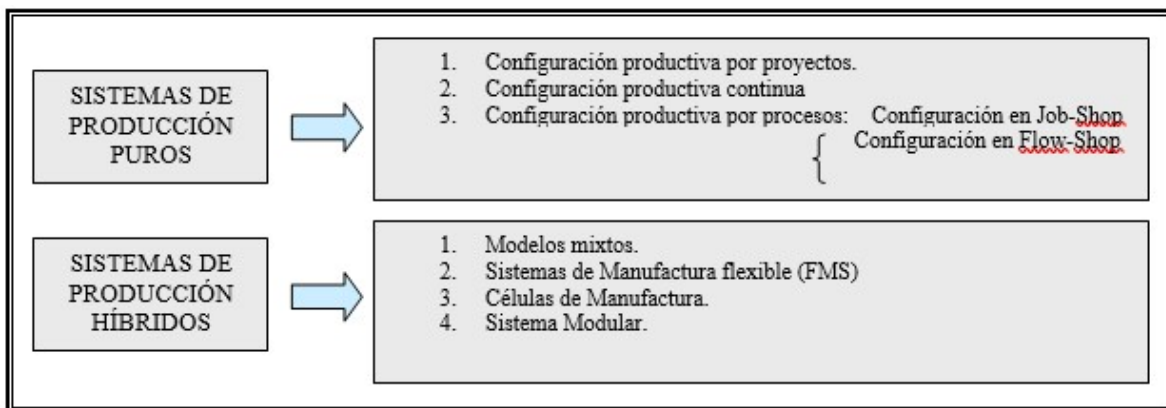 SISTEMAS DE
PRODUCCIÓN
PUROS
1. Configuración productiva por proyectos.
2. Configuración productiva continua
3. Configuración productiva por procesos: Configuración en Job-Shop
Configuración en Flow-Shop
SISTEMAS DE
PRODUCCIÓN
HÍBRIDOS
1. Modelos mixtos.
2. Sistemas de Manufactura flexible (FMS)
3. Células de Manufactura.
4. Sistema Modular.